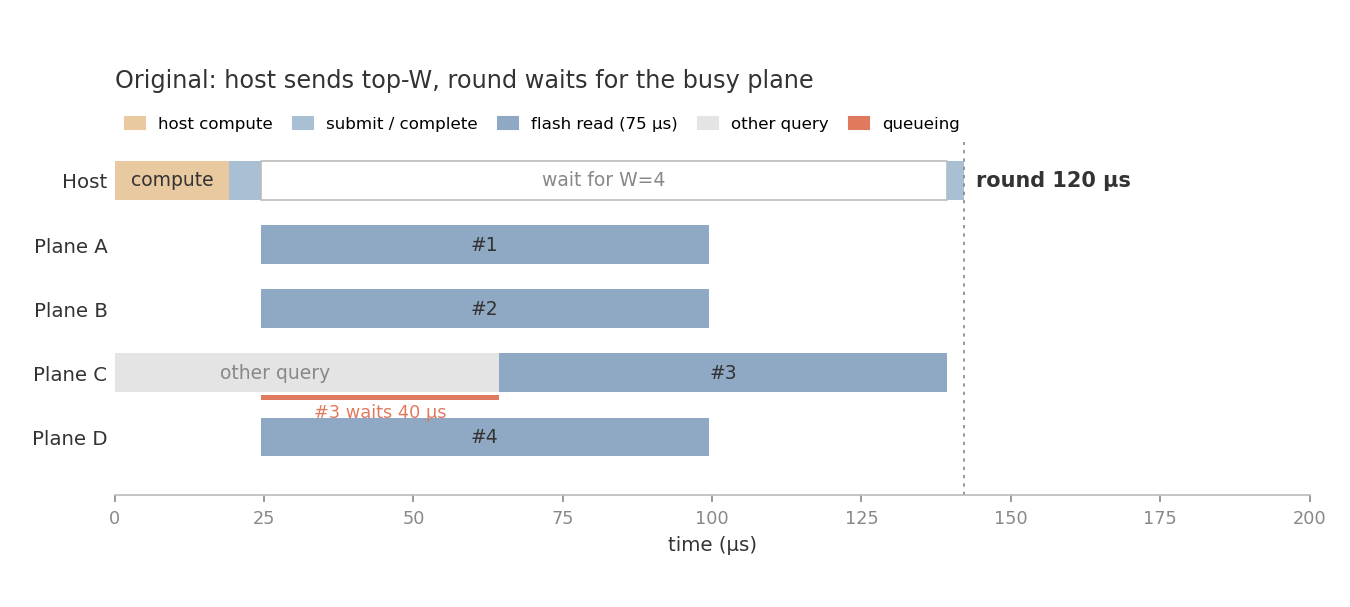 Original: host sends top-W, round waits for the busy plane
host compute submit / complete flash read (75 μs) other query queueing
Host compute wait for W=4 round 120 μs
Plane A #1
Plane B #2
Plane C other query #3
#3 waits 40 μs
Plane D #4
0 25 50 75 100 125 150 175 200
time (μs)